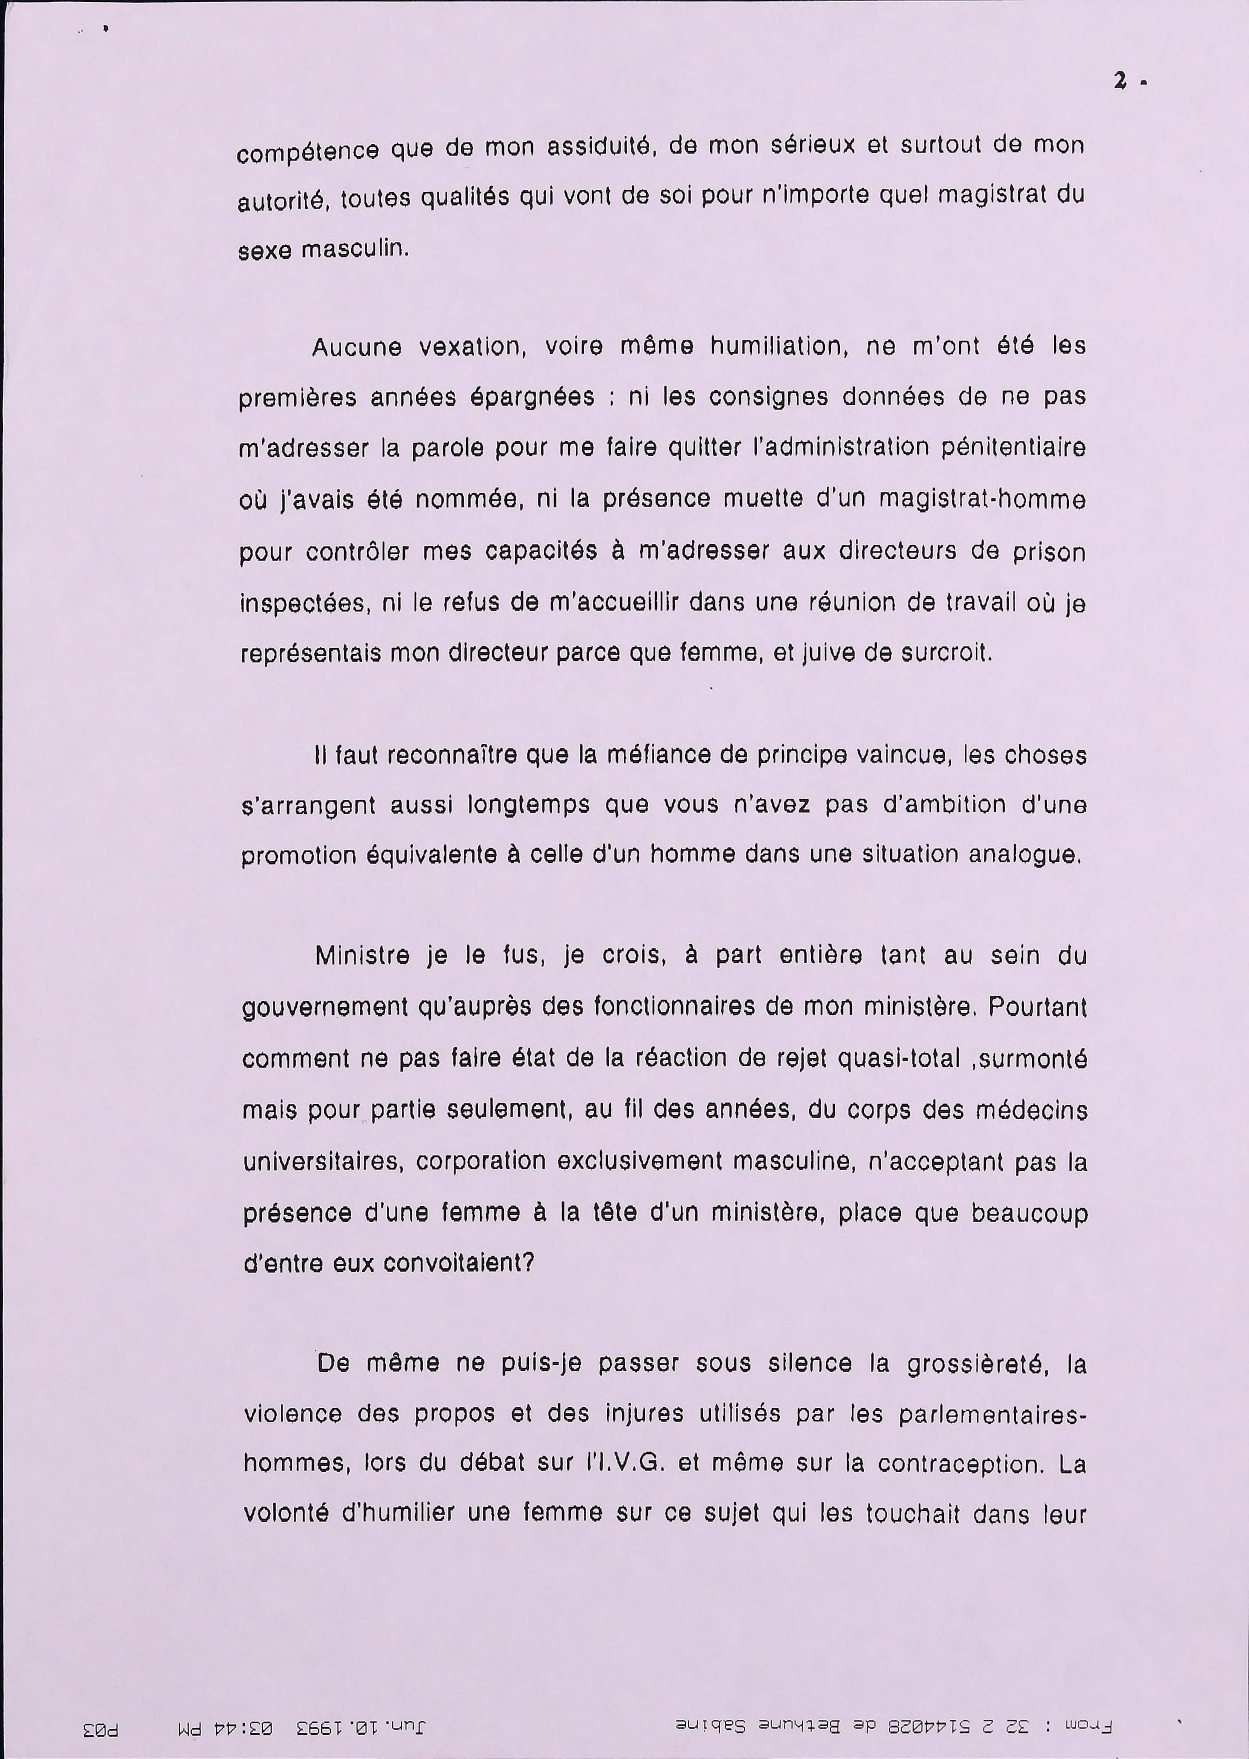 2 -
compétence que de mon assiduité, de mon sérieux et surtout de mon
autorité, toutes qualités qui vont de soi pour n'importe quel magistrat du
sexe masculin.
Aucune vexation, voire même humiliation, ne m'ont été les
premières années épargnées : ni les consignes données de ne pas
m'adresser la parole pour me faire quitter l'administration pénitentiaire
où j'avais été nommée, ni la présence muette d'un magistrat-homme
pour contrôler mes capacités à m'adresser aux directeurs de prison
inspectées, ni le refus de m'accueillir dans une réunion de travail où je
représentais mon directeur parce que femme, et juive de surcroit.
Il faut reconnaître que la méfiance de principe vaincue, les choses
s'arrangent aussi longtemps que vous n'avez pas d'ambition d'une
promotion équivalente à celle d'un homme dans une situation analogue.
Ministre je le fus, je crois, à part entière tant au sein du
gouvernement qu'auprès des fonctionnaires de mon ministère. Pourtant
comment ne pas faire état de la réaction de rejet quasi-total ,surmonté
mais pour partie seulement, au fil des années, du corps des médecins
universitaires, corporation exclusivement masculine, n'acceptant pas la
présence d'une femme à la tête d'un ministère, place que beaucoup
d'entre eux convoitaient?
De même ne puis-je passer sous silence la grossièreté, la
violence des propos et des injures utilisés par les parlementaires-
hommes, lors du débat sur l'I.V.G. et même sur la contraception. La
volonté d'humilier une femme sur ce sujet qui les touchait dans leur
From : 32 2 5144028 de Bethune Sabine Jun. 10. 1993 03:44 PM P03